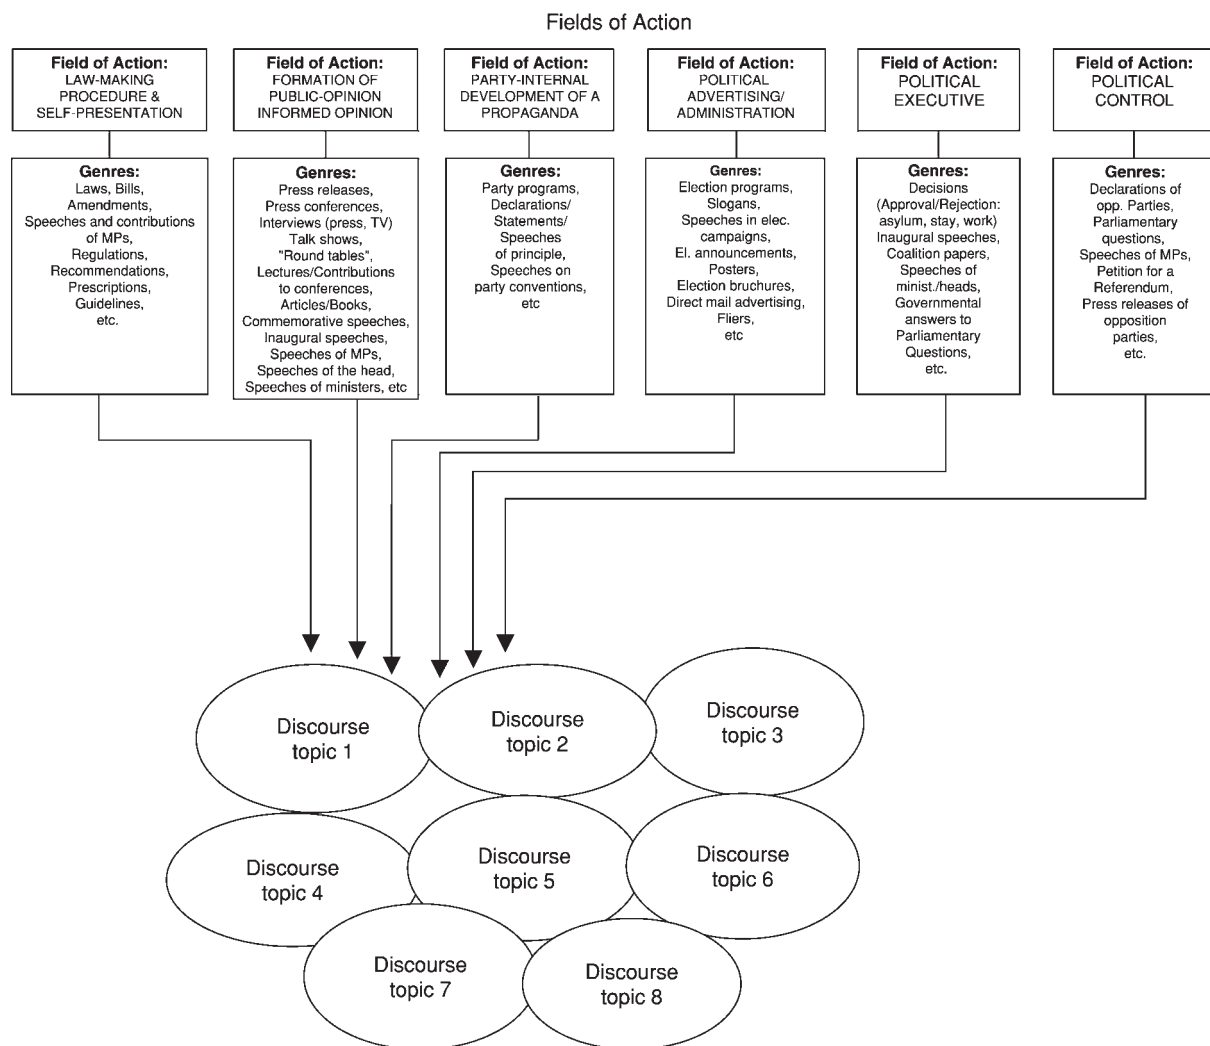 Fields of Action
Field of Action:
LAW-MAKING
PROCEDURE &
SELF-PRESENTATION
Field of Action:
FORMATION OF
PUBLIC-OPINION
INFORMED OPINION
Field of Action:
PARTY-INTERNAL
DEVELOPMENT OF A
PROPAGANDA
Field of Action:
POLITICAL
ADVERTISING/
ADMINISTRATION
Field of Action:
POLITICAL
EXECUTIVE
Field of Action:
POLITICAL
CONTROL
Genres:
Laws, Bills,
Amendments,
Speeches and contributions
of MPs,
Regulations,
Recommendations,
Prescriptions,
Guidelines,
etc.
Genres:
Press releases,
Press conferences,
Interviews (press, TV)
Talk shows,
"Round tables",
Lectures/Contributions
to conferences,
Articles/Books,
Commemorative speeches,
Inaugural speeches,
Speeches of MPs,
Speeches of the head,
Speeches of ministers, etc
Genres:
Party programs,
Declarations/
Statements/
Speeches
of principle,
Speeches on
party conventions,
etc
Genres:
Election programs,
Slogans,
Speeches in elec.
campaigns,
El. announcements,
Posters,
Election bruchures,
Direct mail advertising,
Fliers,
etc
Genres:
Decisions
(Approval/Rejection:
asylum, stay, work)
Inaugural speeches,
Coalition papers,
Speeches of
minist./heads,
Governmental
answers to
Parliamentary
Questions,
etc.
Genres:
Declarations of
opp. Parties,
Parliamentary
questions,
Speeches of MPs,
Petition for a
Referendum,
Press releases of
opposition
parties,
etc.
Discourse
topic 1
Discourse
topic 2
Discourse
topic 3
Discourse
topic 4
Discourse
topic 5
Discourse
topic 6
Discourse
topic 7
Discourse
topic 8